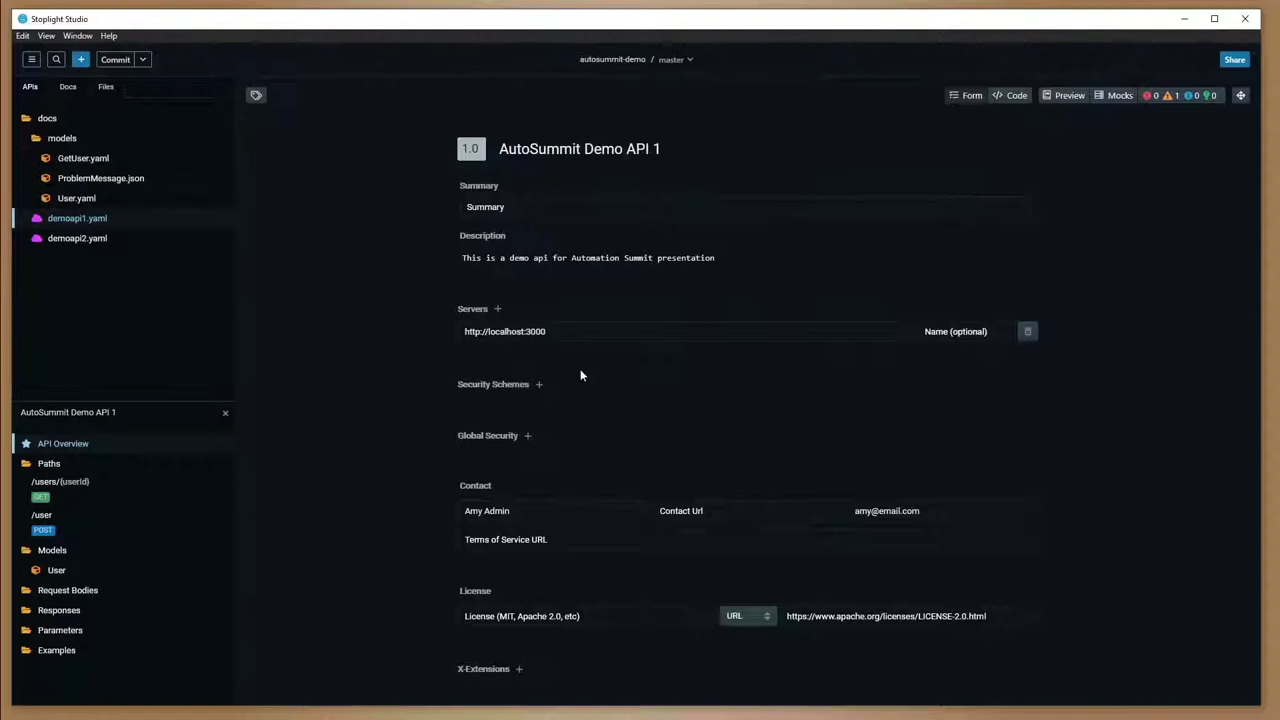 Stoplight Studio
Edit View Window Help
Commit
autosummit-demo / master
Share
APIs Docs Files
Form Code Preview Mocks 0 1 0 0
docs
models
GetUser.yaml
ProblemMessage.json
User.yaml
demoapi1.yaml
demoapi2.yaml
AutoSummit Demo API 1
API Overview
Paths
/users/{userId}
GET
/user
POST
Models
User
Request Bodies
Responses
Parameters
Examples
1.0 AutoSummit Demo API 1
Summary
Summary
Description
This is a demo api for Automation Summit presentation
Servers +
http://localhost:3000 Name (optional)
Security Schemes +
Global Security +
Contact
Amy Admin Contact Url amy@email.com
Terms of Service URL
License
License (MIT, Apache 2.0, etc) URL https://www.apache.org/licenses/LICENSE-2.0.html
X-Extensions +